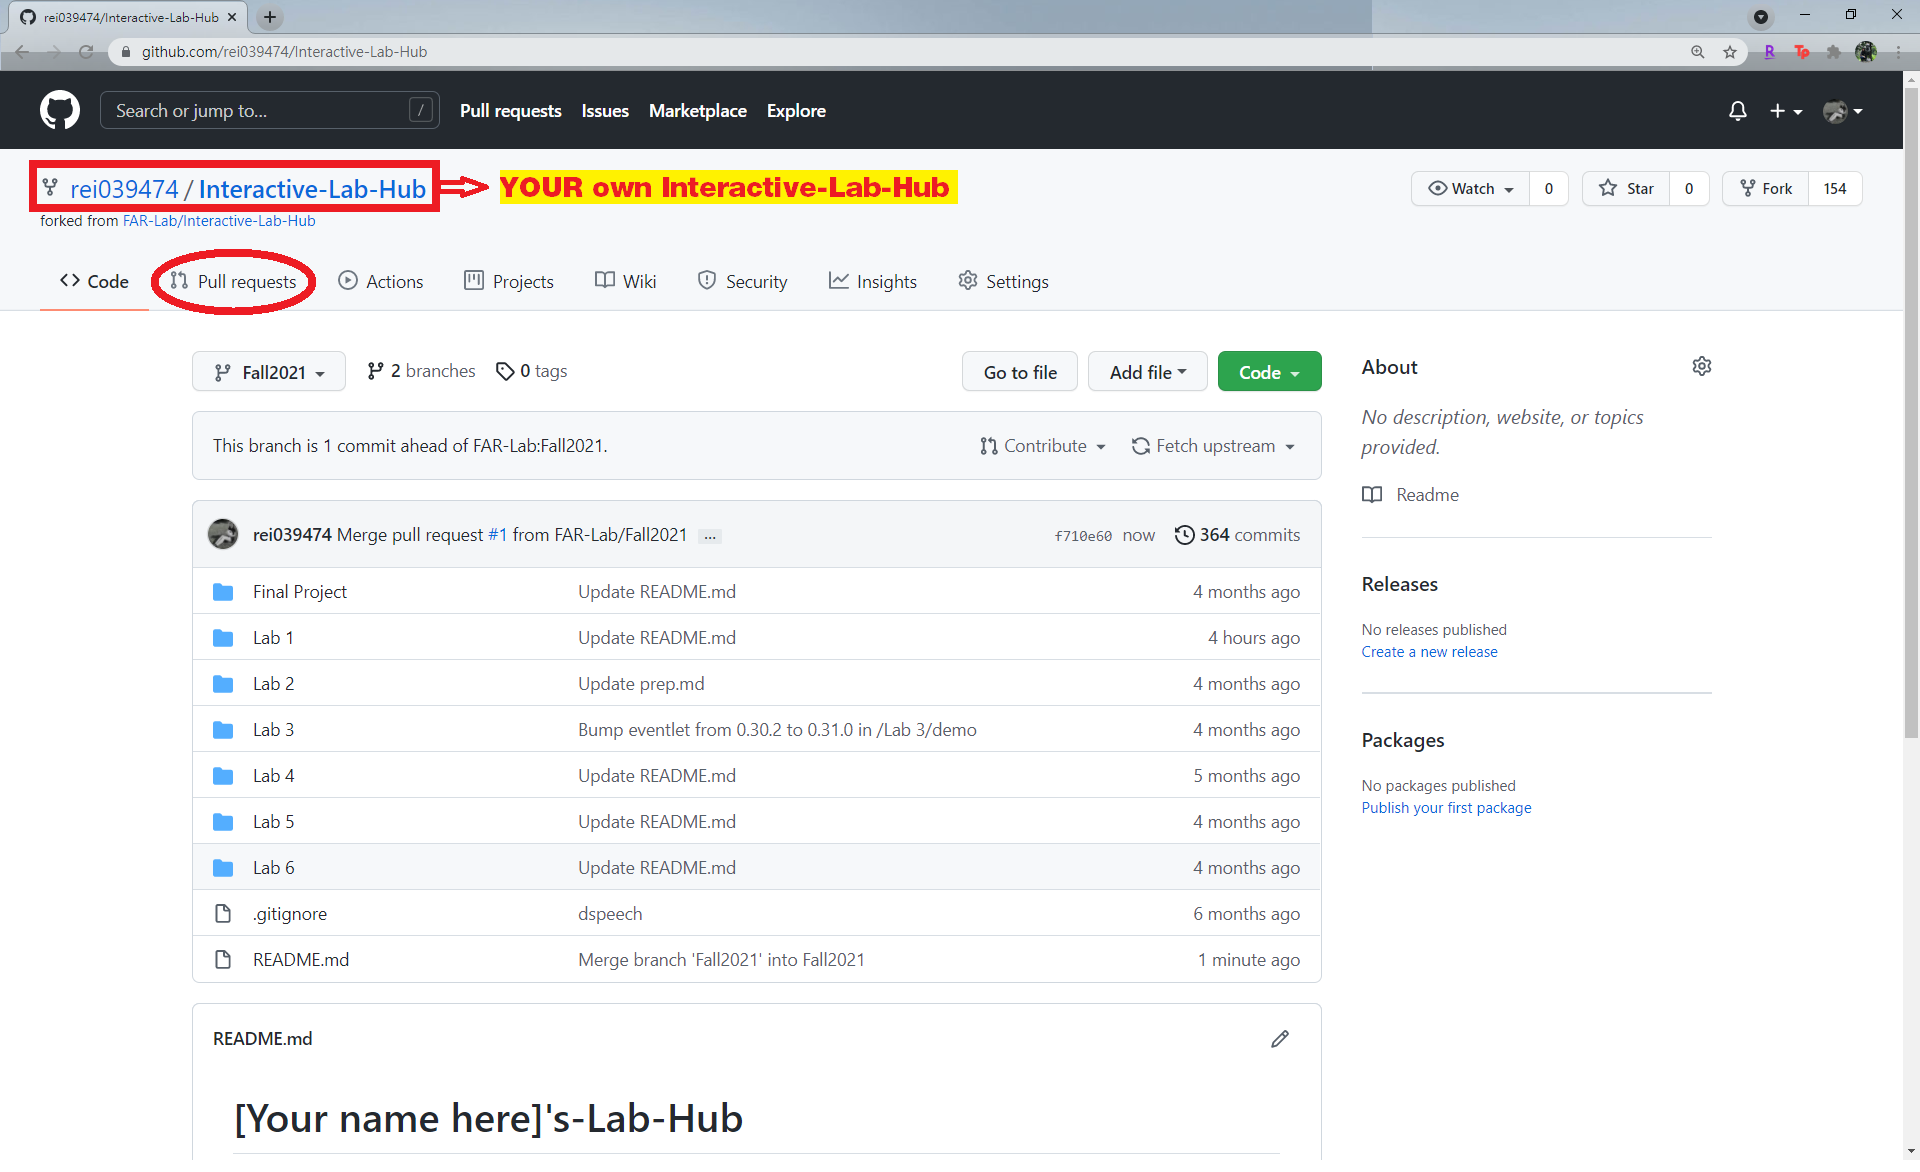 rei039474/Interactive-Lab-Hub
github.com/rei039474/Interactive-Lab-Hub
R Tp
Search or jump to... /
Pull requests Issues Marketplace Explore
rei039474 / Interactive-Lab-Hub YOUR own Interactive-Lab-Hub
Watch 0 Star 0 Fork 154
forked from FAR-Lab/Interactive-Lab-Hub
Code Pull requests Actions Projects Wiki Security Insights Settings
Fall2021 2 branches 0 tags Go to file Add file Code
This branch is 1 commit ahead of FAR-Lab:Fall2021. Contribute Fetch upstream
rei039474 Merge pull request #1 from FAR-Lab/Fall2021 ... f710e60 now 364 commits
Final Project Update README.md 4 months ago
Lab 1 Update README.md 4 hours ago
Lab 2 Update prep.md 4 months ago
Lab 3 Bump eventlet from 0.30.2 to 0.31.0 in /Lab 3/demo 4 months ago
Lab 4 Update README.md 5 months ago
Lab 5 Update README.md 4 months ago
Lab 6 Update README.md 4 months ago
.gitignore dspeech 6 months ago
README.md Merge branch 'Fall2021' into Fall2021 1 minute ago
README.md
[Your name here]'s-Lab-Hub
About
No description, website, or topics
provided.
Readme
Releases
No releases published
Create a new release
Packages
No packages published
Publish your first package